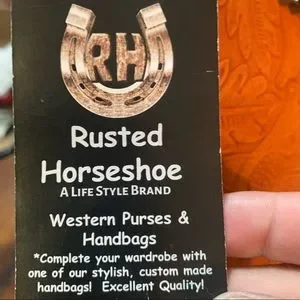 RH
Rusted
Horseshoe
A LIFE STYLE BRAND
Western Purses &
Handbags
*Complete your wardrobe with
one of our stylish, custom made
handbags! Excellent Quality!